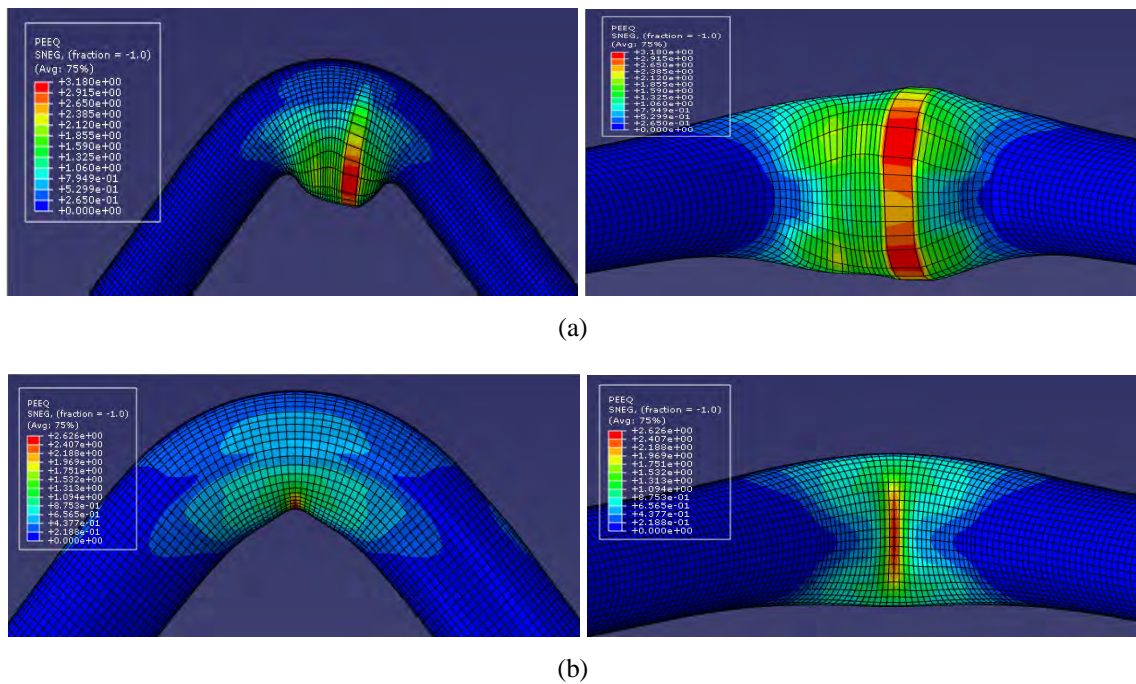 PEEQ
SNEG, (fraction = -1.0)
(Avg: 75%)
+3.180e+00
+2.915e+00
+2.650e+00
+2.385e+00
+2.120e+00
+1.855e+00
+1.590e+00
+1.325e+00
+1.060e+00
+7.949e-01
+5.299e-01
+2.650e-01
+0.000e+00
PEEQ
SNEG, (fraction = -1.0)
(Avg: 75%)
+3.180e+00
+2.915e+00
+2.650e+00
+2.385e+00
+2.120e+00
+1.855e+00
+1.590e+00
+1.325e+00
+1.060e+00
+7.949e-01
+5.299e-01
+2.650e-01
+0.000e+00
(a)
PEEQ
SNEG, (fraction = -1.0)
(Avg: 75%)
+2.626e+00
+2.407e+00
+2.188e+00
+1.969e+00
+1.751e+00
+1.532e+00
+1.313e+00
+1.094e+00
+8.753e-01
+6.565e-01
+4.377e-01
+2.188e-01
+0.000e+00
PEEQ
SNEG, (fraction = -1.0)
(Avg: 75%)
+2.626e+00
+2.407e+00
+2.188e+00
+1.969e+00
+1.751e+00
+1.532e+00
+1.313e+00
+1.094e+00
+8.753e-01
+6.565e-01
+4.377e-01
+2.188e-01
+0.000e+00
(b)